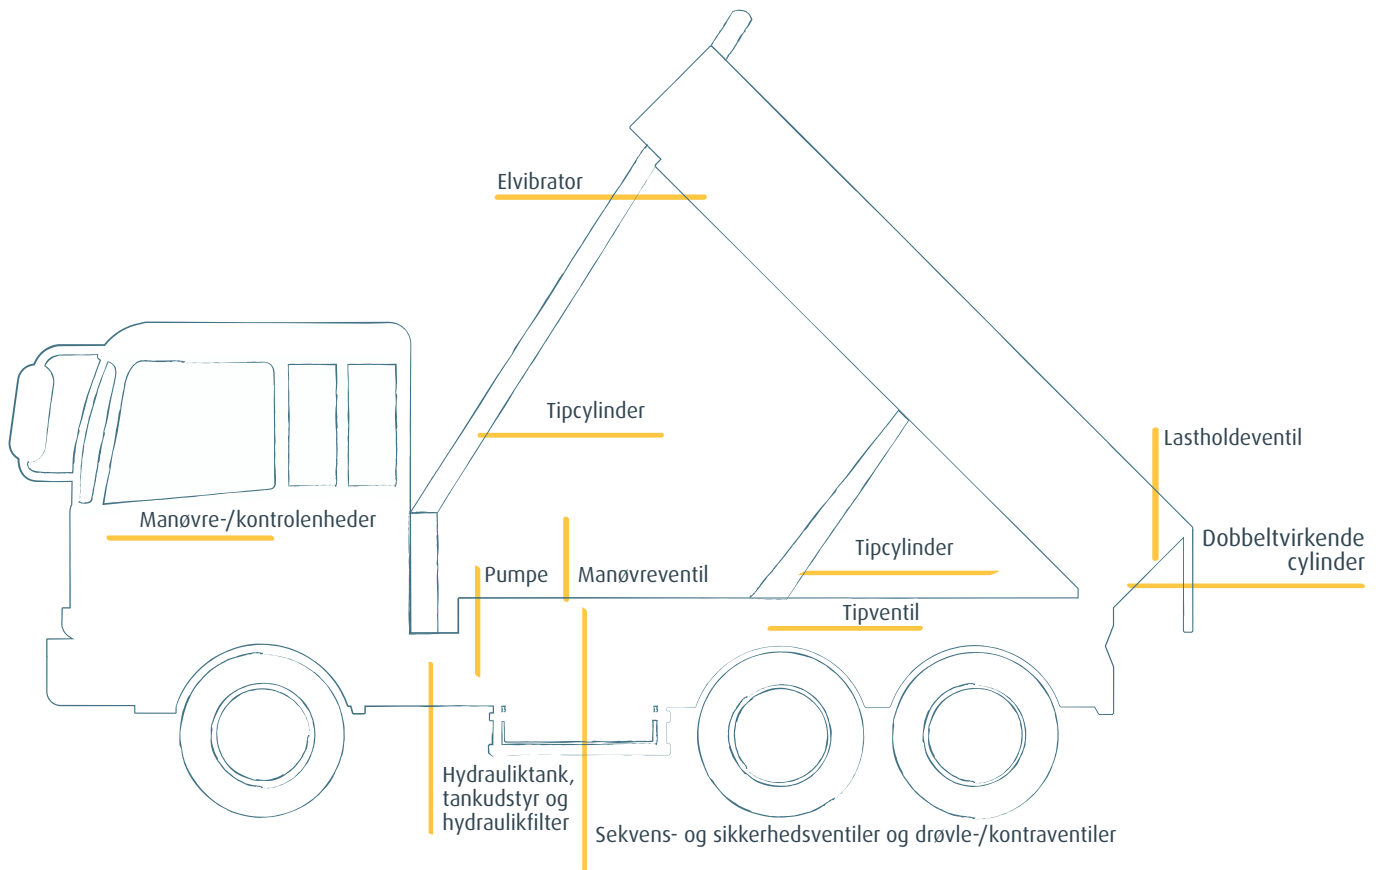 Elvibrator
Tipcylinder
Lastholdeventil
Manøvre-/kontrolenheder
Dobbeltvirkende
cylinder
Tipcylinder
Pumpe
Manøvreventil
Tipventil
Hydrauliktank,
tankudstyr og
hydraulikfilter
Sekvens- og sikkerhedsventiler og drøvle-/kontraventiler